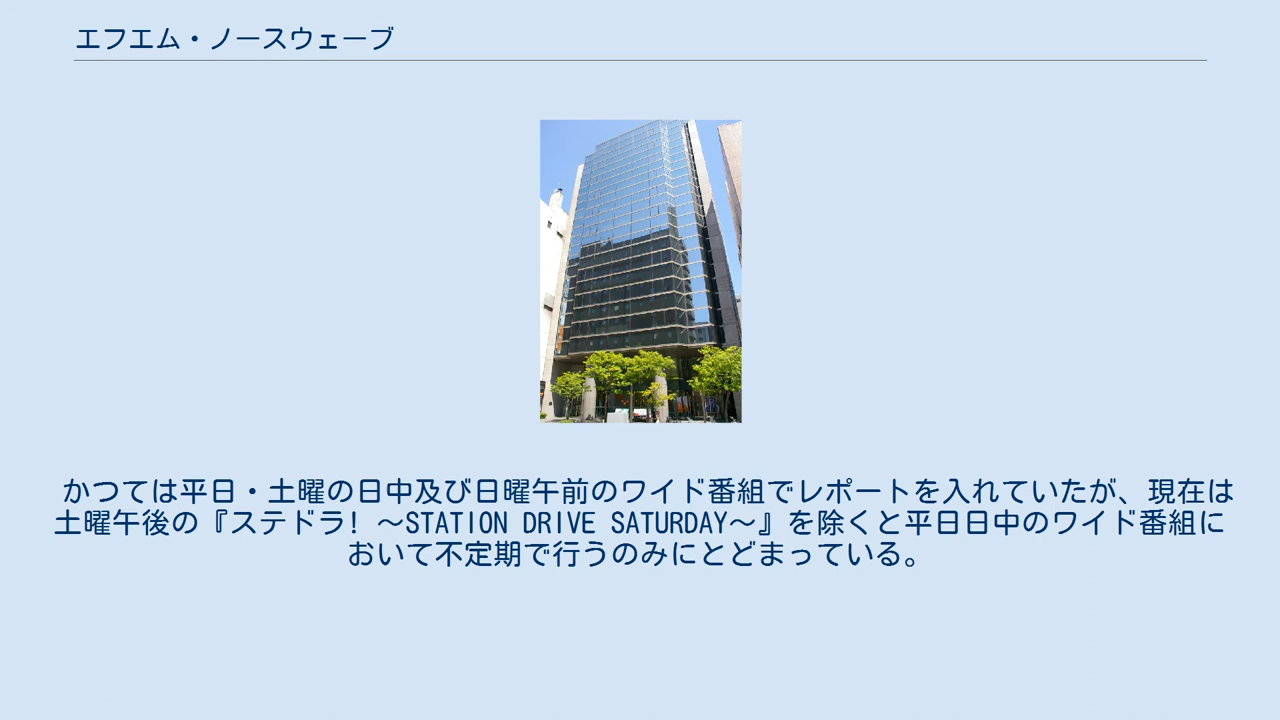 エフエム・ノースウェーブ
かつては平日・土曜の日中及び日曜午前のワイド番組でレポートを入れていたが、現在は
土曜午後の『ステドラ! ～STATION DRIVE SATURDAY～』を除くと平日日中のワイド番組に
おいて不定期で行うのみにとどまっている。